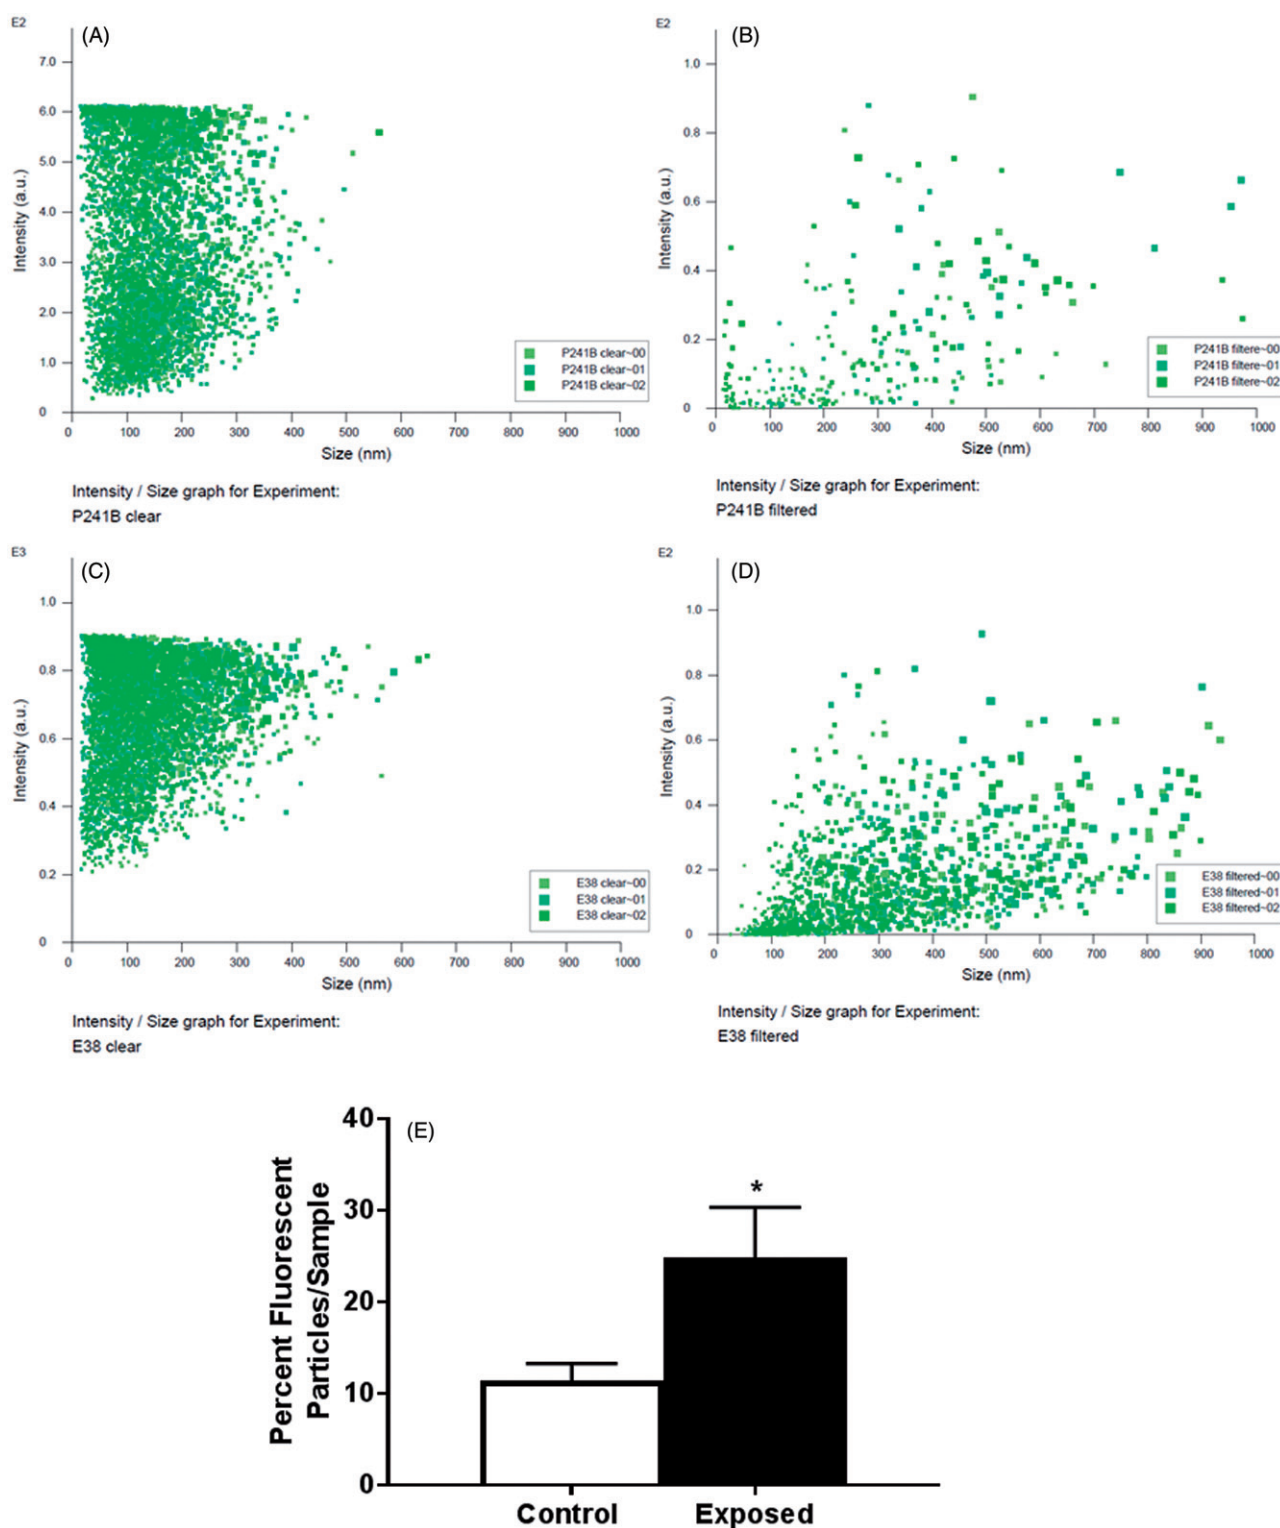 E2
(A)
7.0
6.0
5.0
4.0
3.0
2.0
1.0
0
Intensity (a.u.)
P241B clear~00
P241B clear~01
P241B clear~02
0 100 200 300 400 500 600 700 800 900 1000
Size (nm)
Intensity / Size graph for Experiment:
P241B clear
E2
(B)
1.0
0.8
0.6
0.4
0.2
0
Intensity (a.u.)
P241B filtere~00
P241B filtere~01
P241B filtere~02
0 100 200 300 400 500 600 700 800 900 1000
Size (nm)
Intensity / Size graph for Experiment:
P241B filtered
E3
(C)
1.0
0.8
0.6
0.4
0.2
0
Intensity (a.u.)
E38 clear~00
E38 clear~01
E38 clear~02
0 100 200 300 400 500 600 700 800 900 1000
Size (nm)
Intensity / Size graph for Experiment:
E38 clear
E2
(D)
1.0
0.8
0.6
0.4
0.2
0
Intensity (a.u.)
E38 filtered~00
E38 filtered~01
E38 filtered~02
0 100 200 300 400 500 600 700 800 900 1000
Size (nm)
Intensity / Size graph for Experiment:
E38 filtered
(E)
40
30
20
10
0
Percent Fluorescent
Particles/Sample
*
Control Exposed